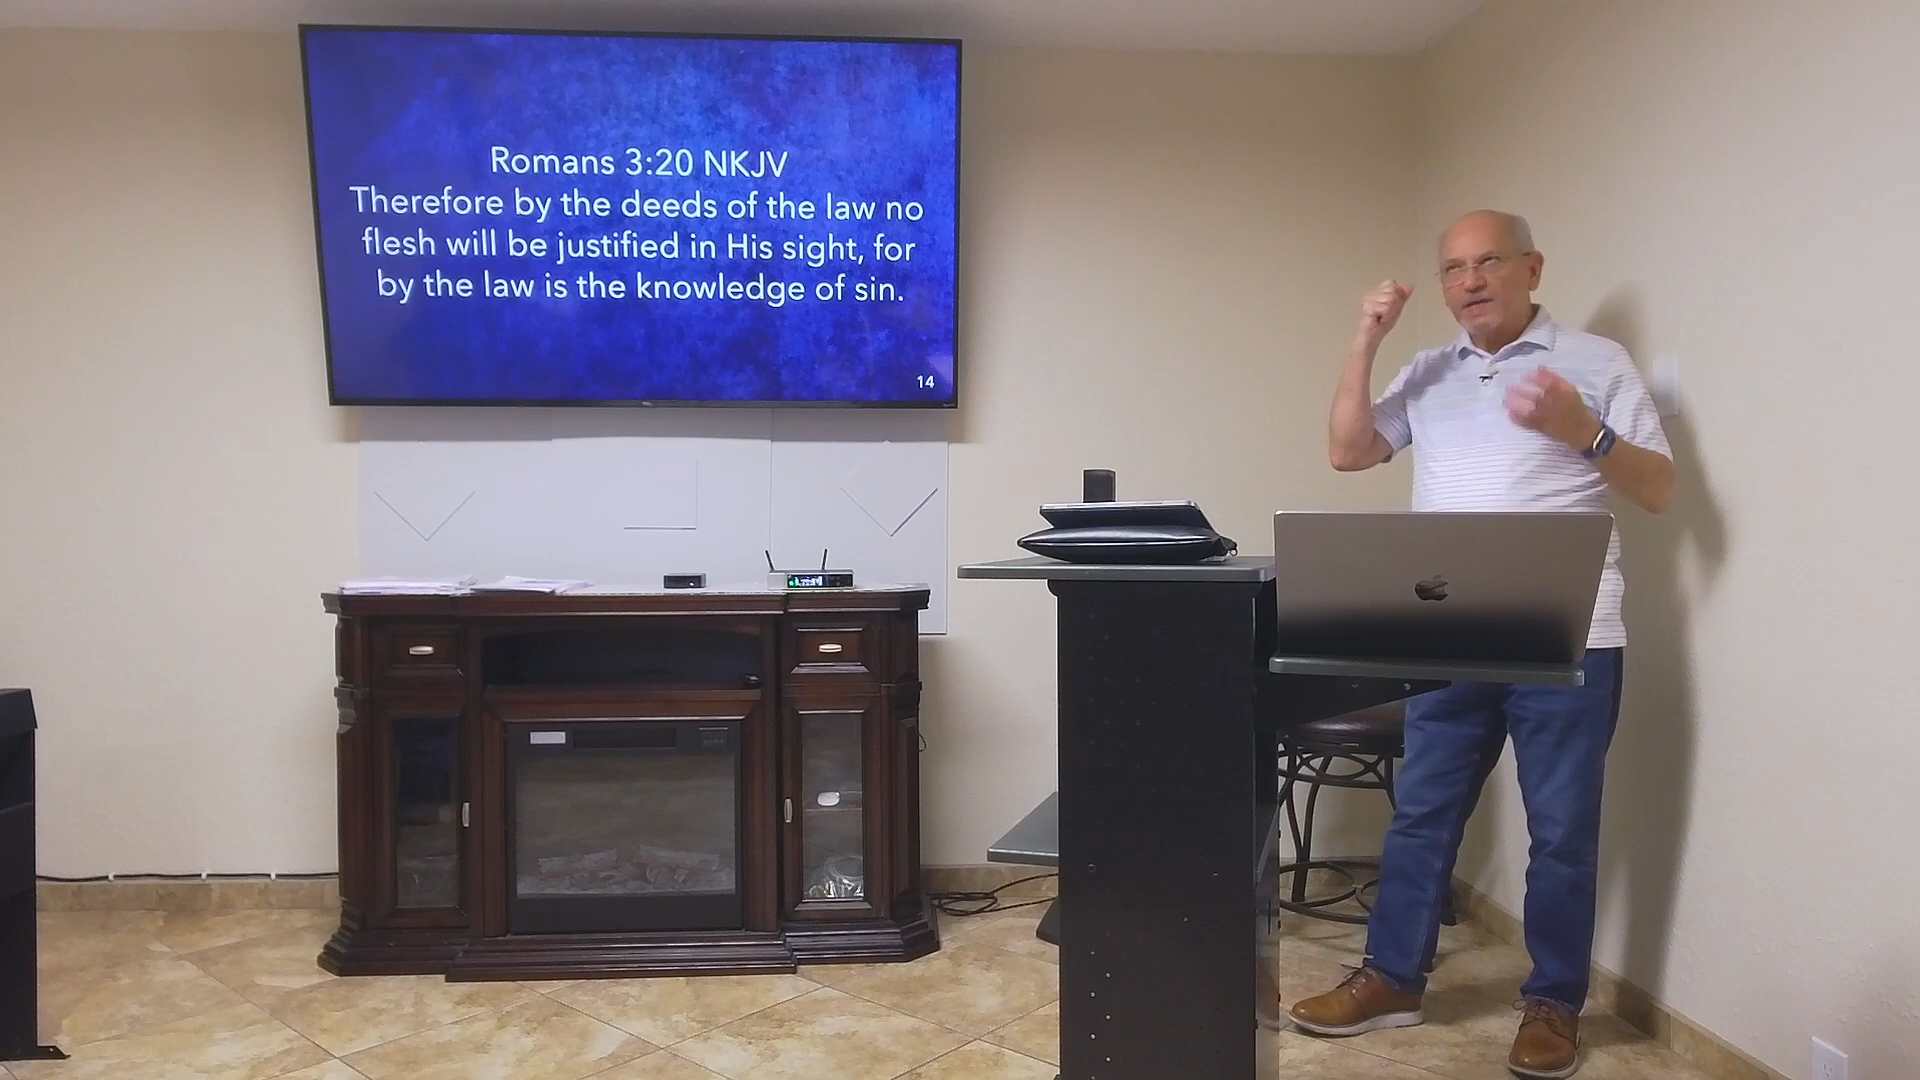 Romans 3:20 NKJV
Therefore by the deeds of the law no
flesh will be justified in His sight, for
by the law is the knowledge of sin.
14